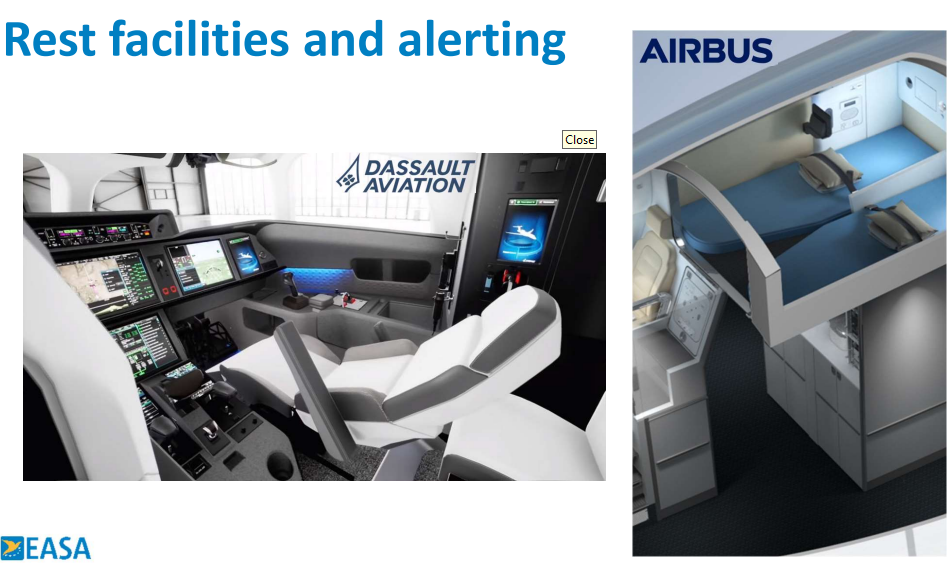 Rest facilities and alerting
AIRBUS
Close
DASSAULT
AVIATION
EASA